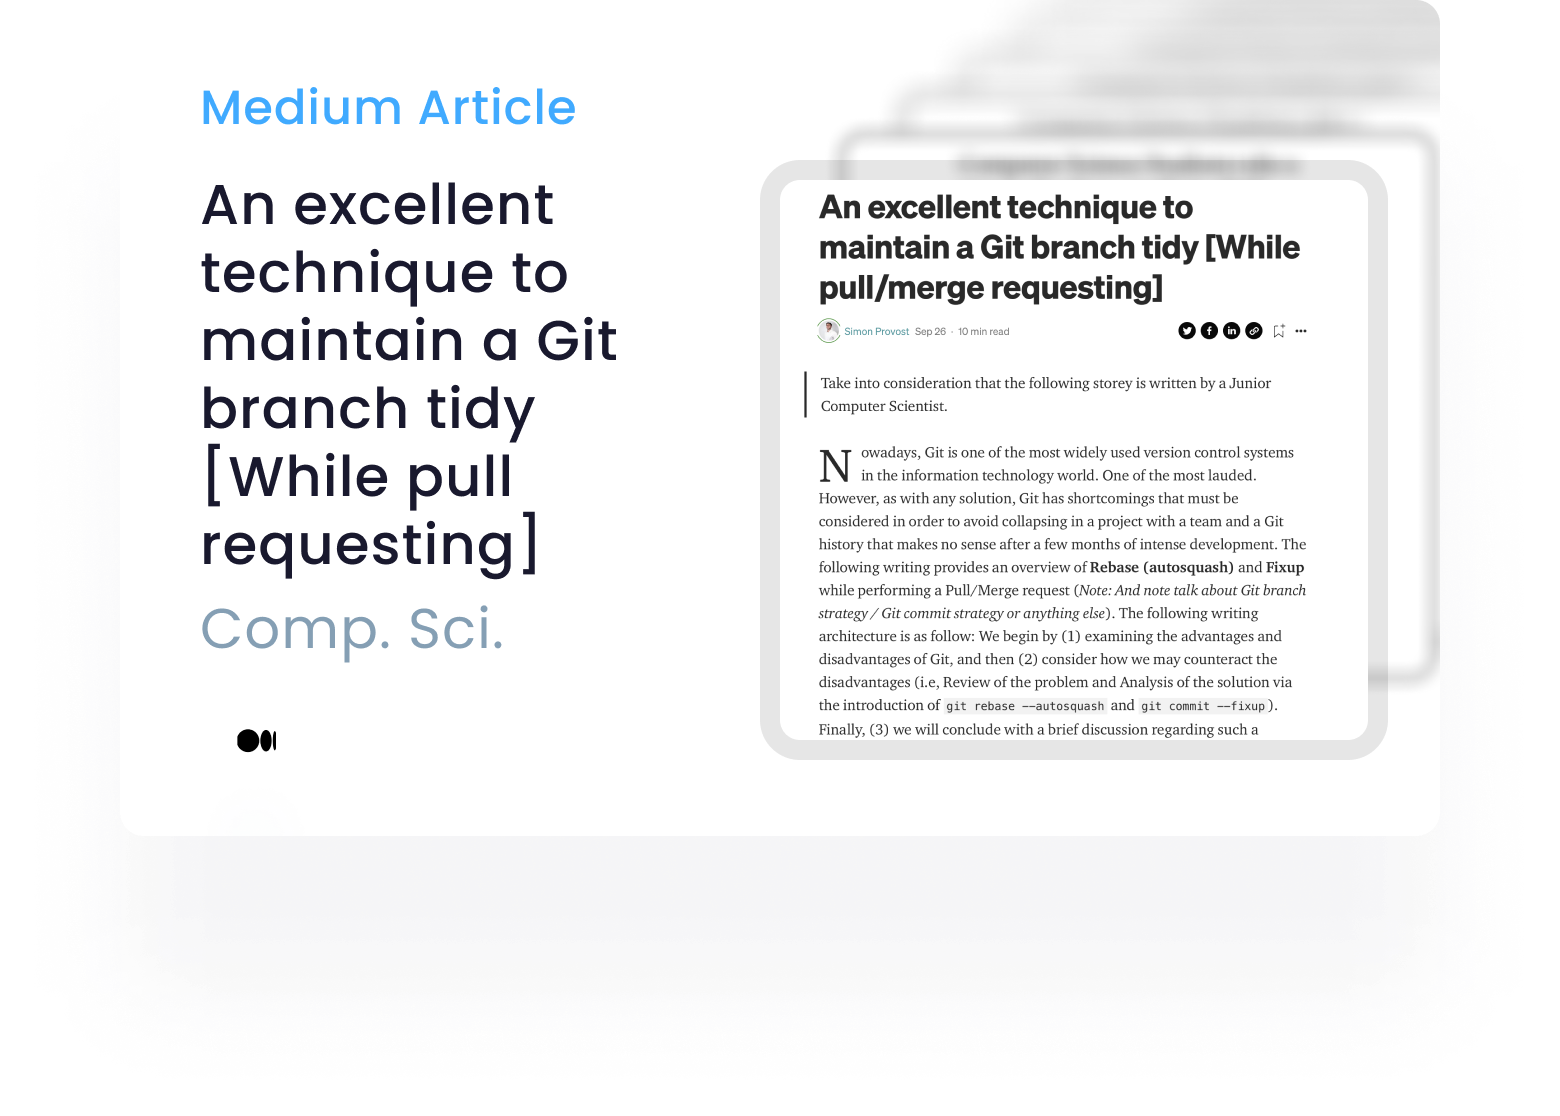 Medium Article
An excellent
technique to
maintain a Git
branch tidy
[While pull
requesting]
Comp. Sci.
An excellent technique to
maintain a Git branch tidy [While
pull/merge requesting]
Simon Provost Sep 26 · 10 min read
Take into consideration that the following storey is written by a Junior
Computer Scientist.
Nowadays, Git is one of the most widely used version control systems
in the information technology world. One of the most lauded.
However, as with any solution, Git has shortcomings that must be
considered in order to avoid collapsing in a project with a team and a Git
history that makes no sense after a few months of intense development. The
following writing provides an overview of Rebase (autosquash) and Fixup
while performing a Pull/Merge request (Note: And note talk about Git branch
strategy / Git commit strategy or anything else). The following writing
architecture is as follow: We begin by (1) examining the advantages and
disadvantages of Git, and then (2) consider how we may counteract the
disadvantages (i.e, Review of the problem and Analysis of the solution via
the introduction of git rebase --autosquash and git commit --fixup).
Finally, (3) we will conclude with a brief discussion regarding such a